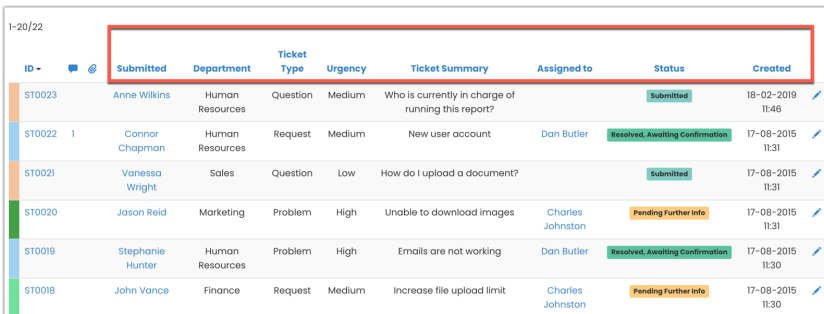 1-20/22
ID Submitted Department Ticket Type Urgency Ticket Summary Assigned to Status Created
ST0023 Anne Wilkins Human Resources Question Medium Who is currently in charge of running this report? Submitted 18-02-2019 11:46
ST0022 1 Connor Chapman Human Resources Request Medium New user account Dan Butler Resolved, Awaiting Confirmation 17-08-2015 11:31
ST0021 Vanessa Wright Sales Question Low How do I upload a document? Submitted 17-08-2015 11:31
ST0020 Jason Reid Marketing Problem High Unable to download images Charles Johnston Pending Further Info 17-08-2015 11:31
ST0019 Stephanie Hunter Human Resources Problem High Emails are not working Dan Butler Resolved, Awaiting Confirmation 17-08-2015 11:30
ST0018 John Vance Finance Request Medium Increase file upload limit Charles Johnston Pending Further Info 17-08-2015 11:30